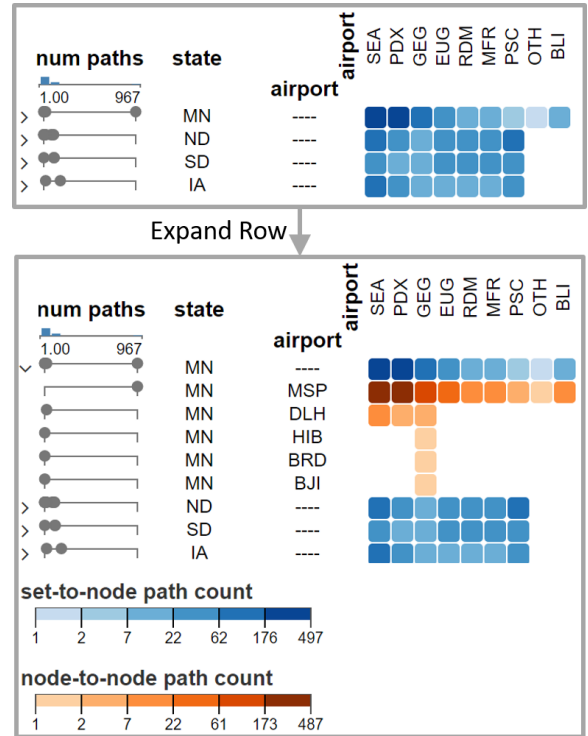 num paths state airport airport SEA PDX GEG EUG RDM MFR PSC OTH BLI
1.00 967
> MN ----
> ND ----
> SD ----
> IA ----
Expand Row
num paths state airport airport SEA PDX GEG EUG RDM MFR PSC OTH BLI
1.00 967
MN ----
MN MSP
MN DLH
MN HIB
MN BRD
MN BJI
> ND ----
> SD ----
> IA ----
set-to-node path count
1 2 7 22 62 176 497
node-to-node path count
1 2 7 22 61 173 487